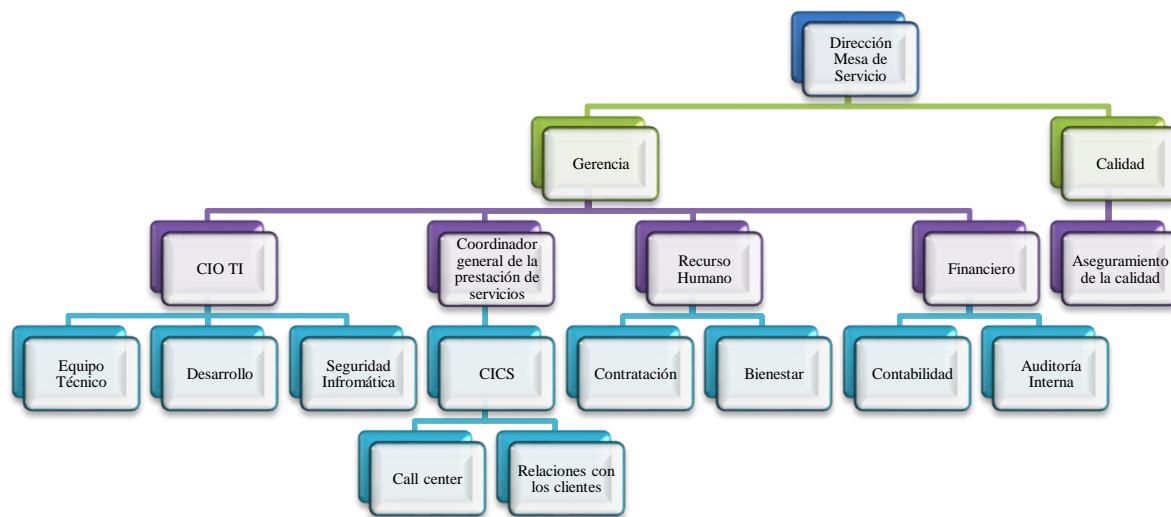 Dirección
Mesa de
Servicio
Gerencia
Calidad
CIO TI
Coordinador
general de la
prestación de
servicios
Recurso
Humano
Financiero
Aseguramiento
de la calidad
Equipo
Técnico
Desarrollo
Seguridad
Infromática
CICS
Contratación
Bienestar
Contabilidad
Auditoría
Interna
Call center
Relaciones con
los clientes